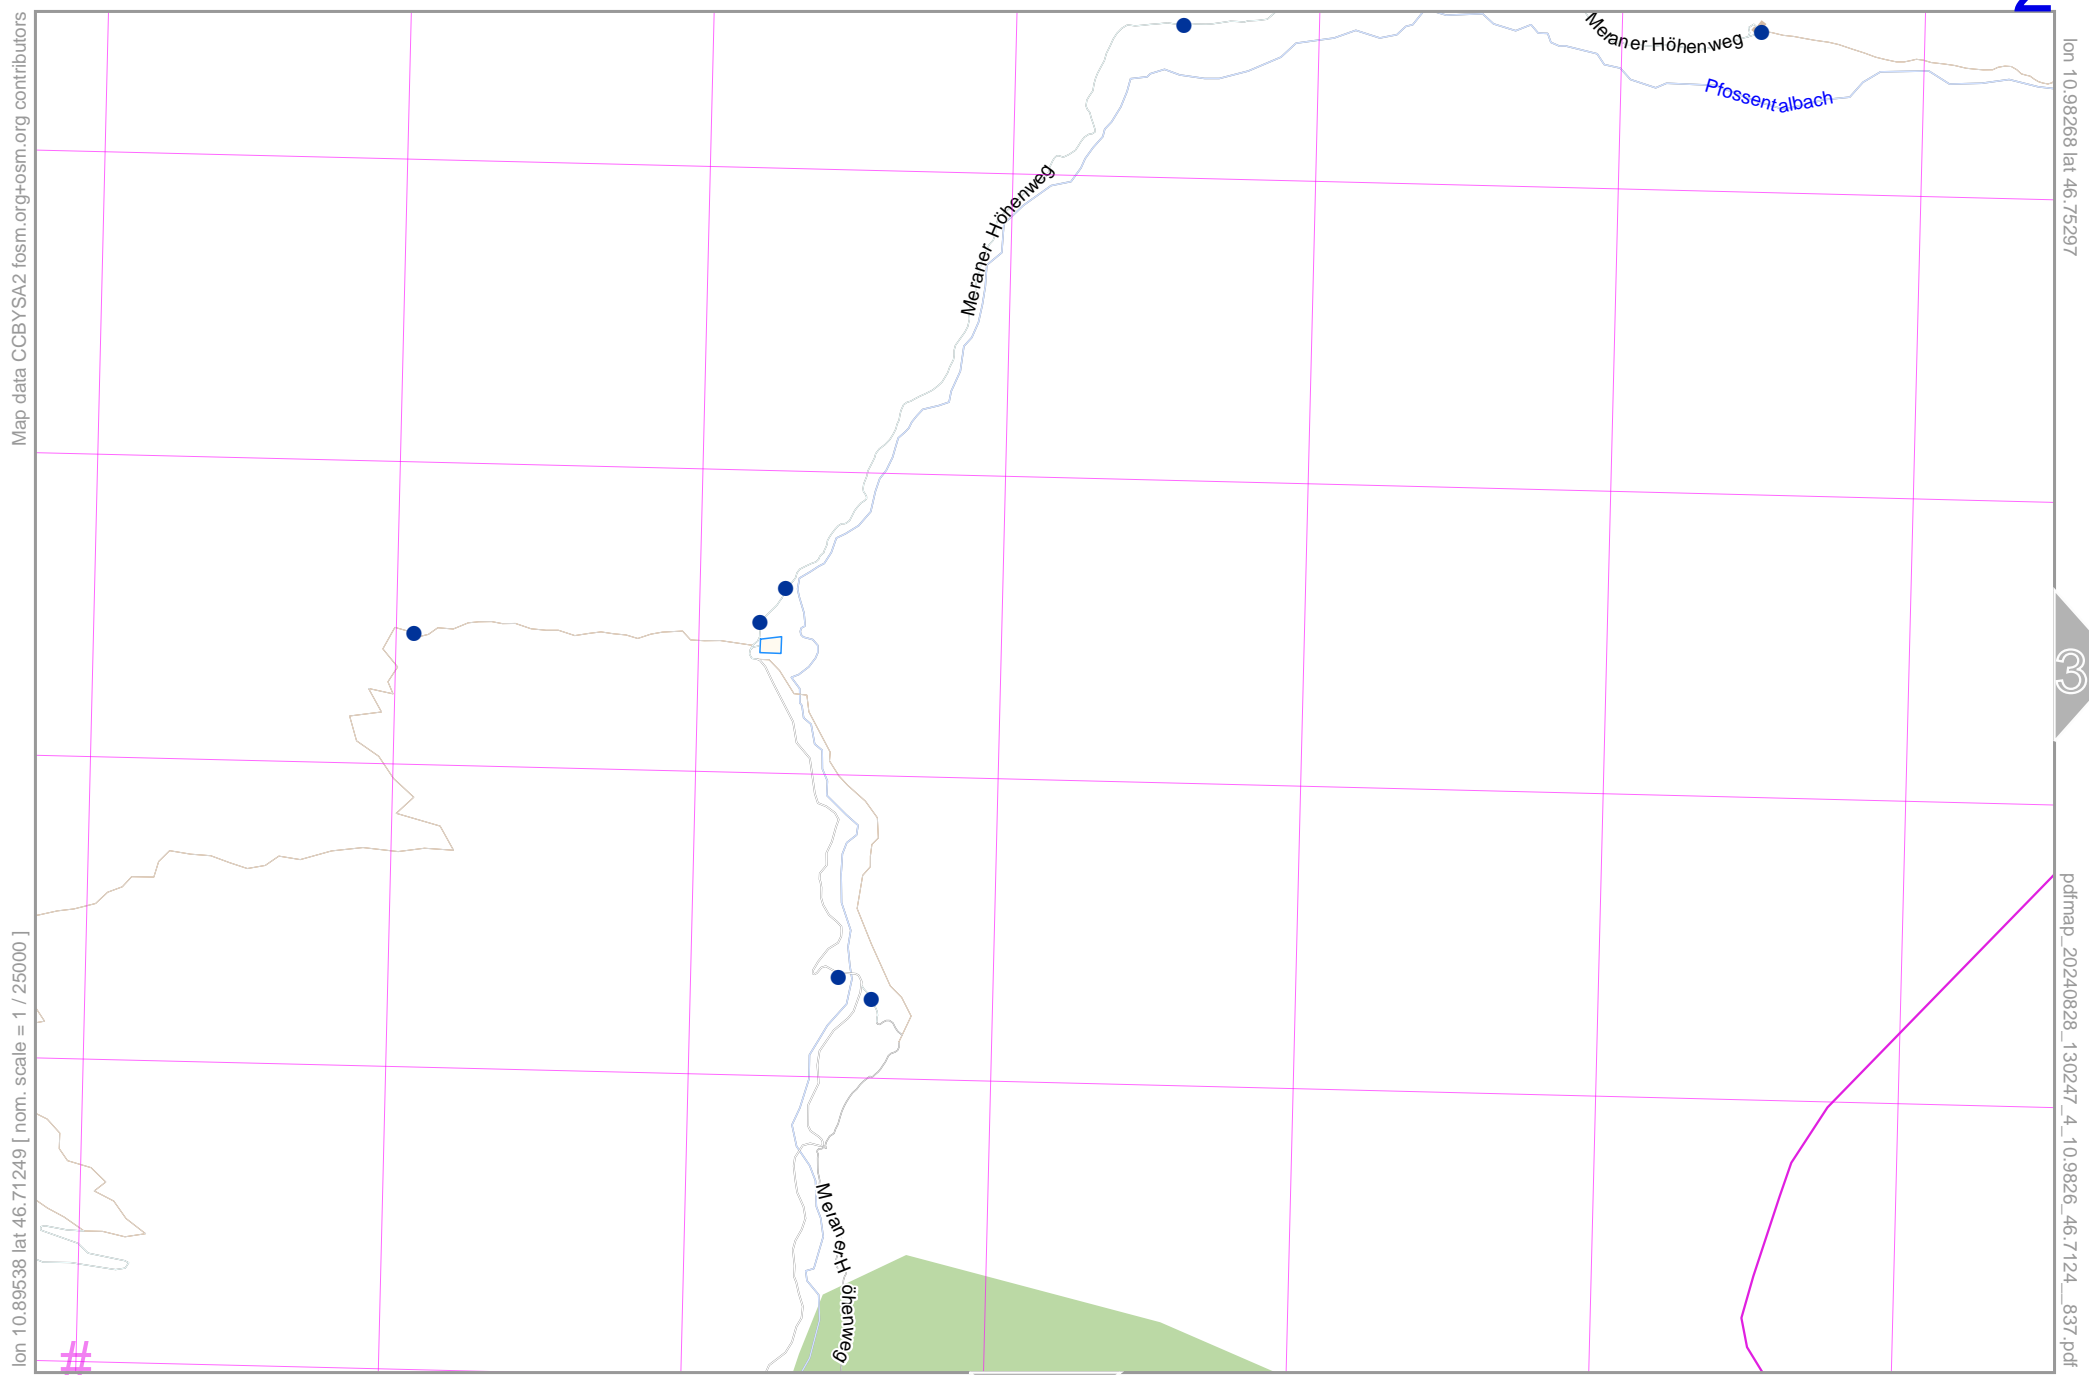 Map data CCBYSA2 fosm.org+osm.org contributors
lon 10.89538 lat 46.71249 [ nom. scale = 1 / 25000 ]
Meraner Höhenweg
Pfossentalbach
Meraner Höhenweg
Meraner Höhenweg
lon 10.98268 lat 46.75297
3
pdfmap_20240828_130247_4_10.9826_46.7124__837.pdf
#